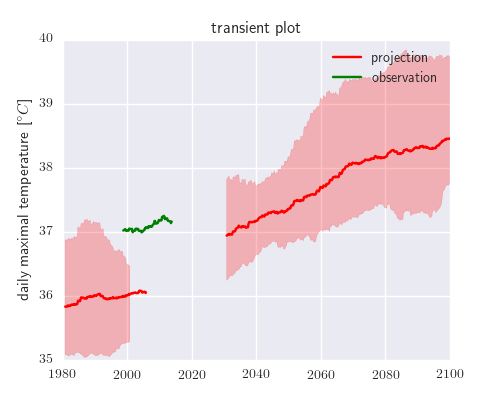 transient plot
projection
observation
daily maximal temperature [°C]
40
39
38
37
36
35
1980 2000 2020 2040 2060 2080 2100